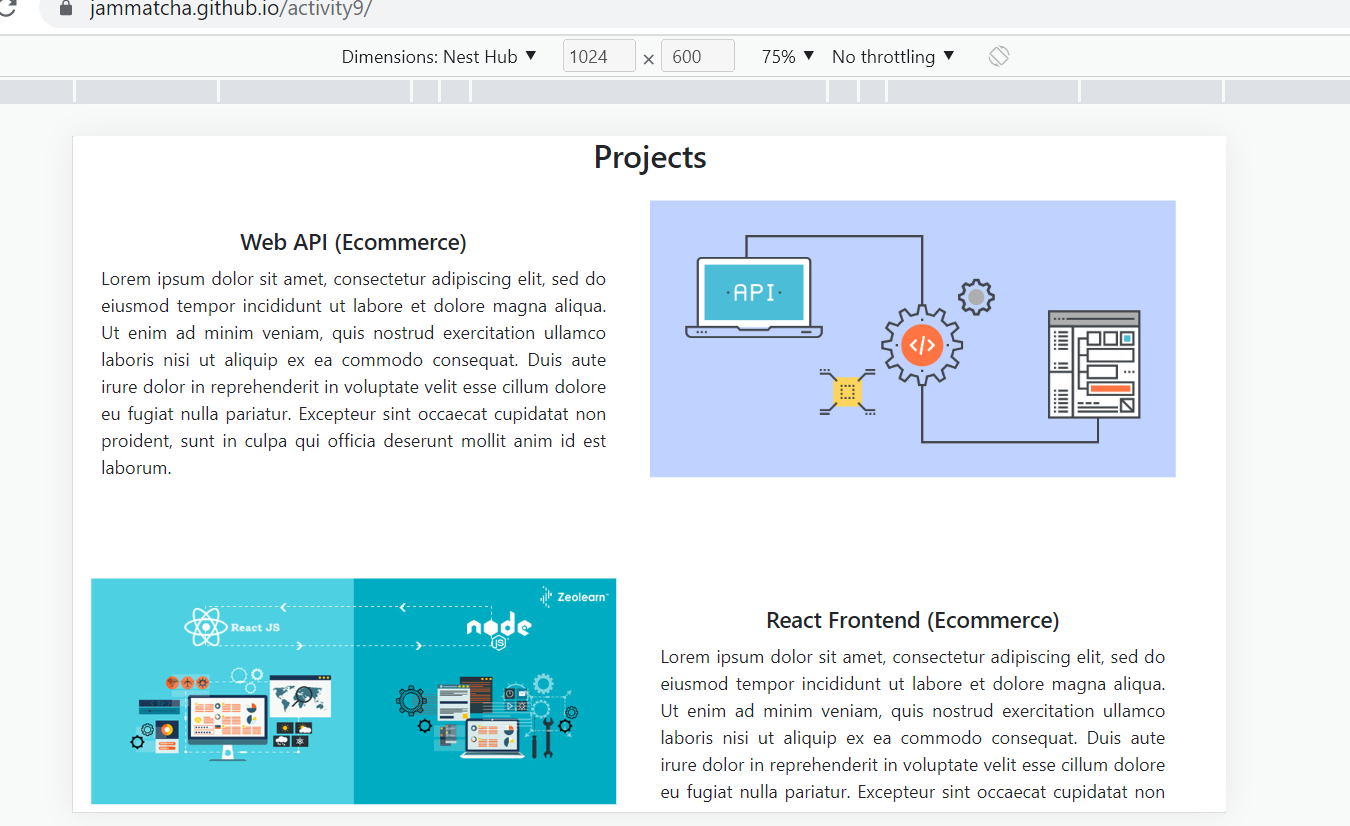 jammatcha.github.io/activity9/
Dimensions: Nest Hub ▼ 1024 × 600 75% ▼ No throttling ▼
Projects
Web API (Ecommerce)
Lorem ipsum dolor sit amet, consectetur adipiscing elit, sed do
eiusmod tempor incididunt ut labore et dolore magna aliqua.
Ut enim ad minim veniam, quis nostrud exercitation ullamco
laboris nisi ut aliquip ex ea commodo consequat. Duis aute
irure dolor in reprehenderit in voluptate velit esse cillum dolore
eu fugiat nulla pariatur. Excepteur sint occaecat cupidatat non
proident, sunt in culpa qui officia deserunt mollit anim id est
laborum.
·API·
</>
Zeolearn
React JS
node
JS
React Frontend (Ecommerce)
Lorem ipsum dolor sit amet, consectetur adipiscing elit, sed do
eiusmod tempor incididunt ut labore et dolore magna aliqua.
Ut enim ad minim veniam, quis nostrud exercitation ullamco
laboris nisi ut aliquip ex ea commodo consequat. Duis aute
irure dolor in reprehenderit in voluptate velit esse cillum dolore
eu fugiat nulla pariatur. Excepteur sint occaecat cupidatat non